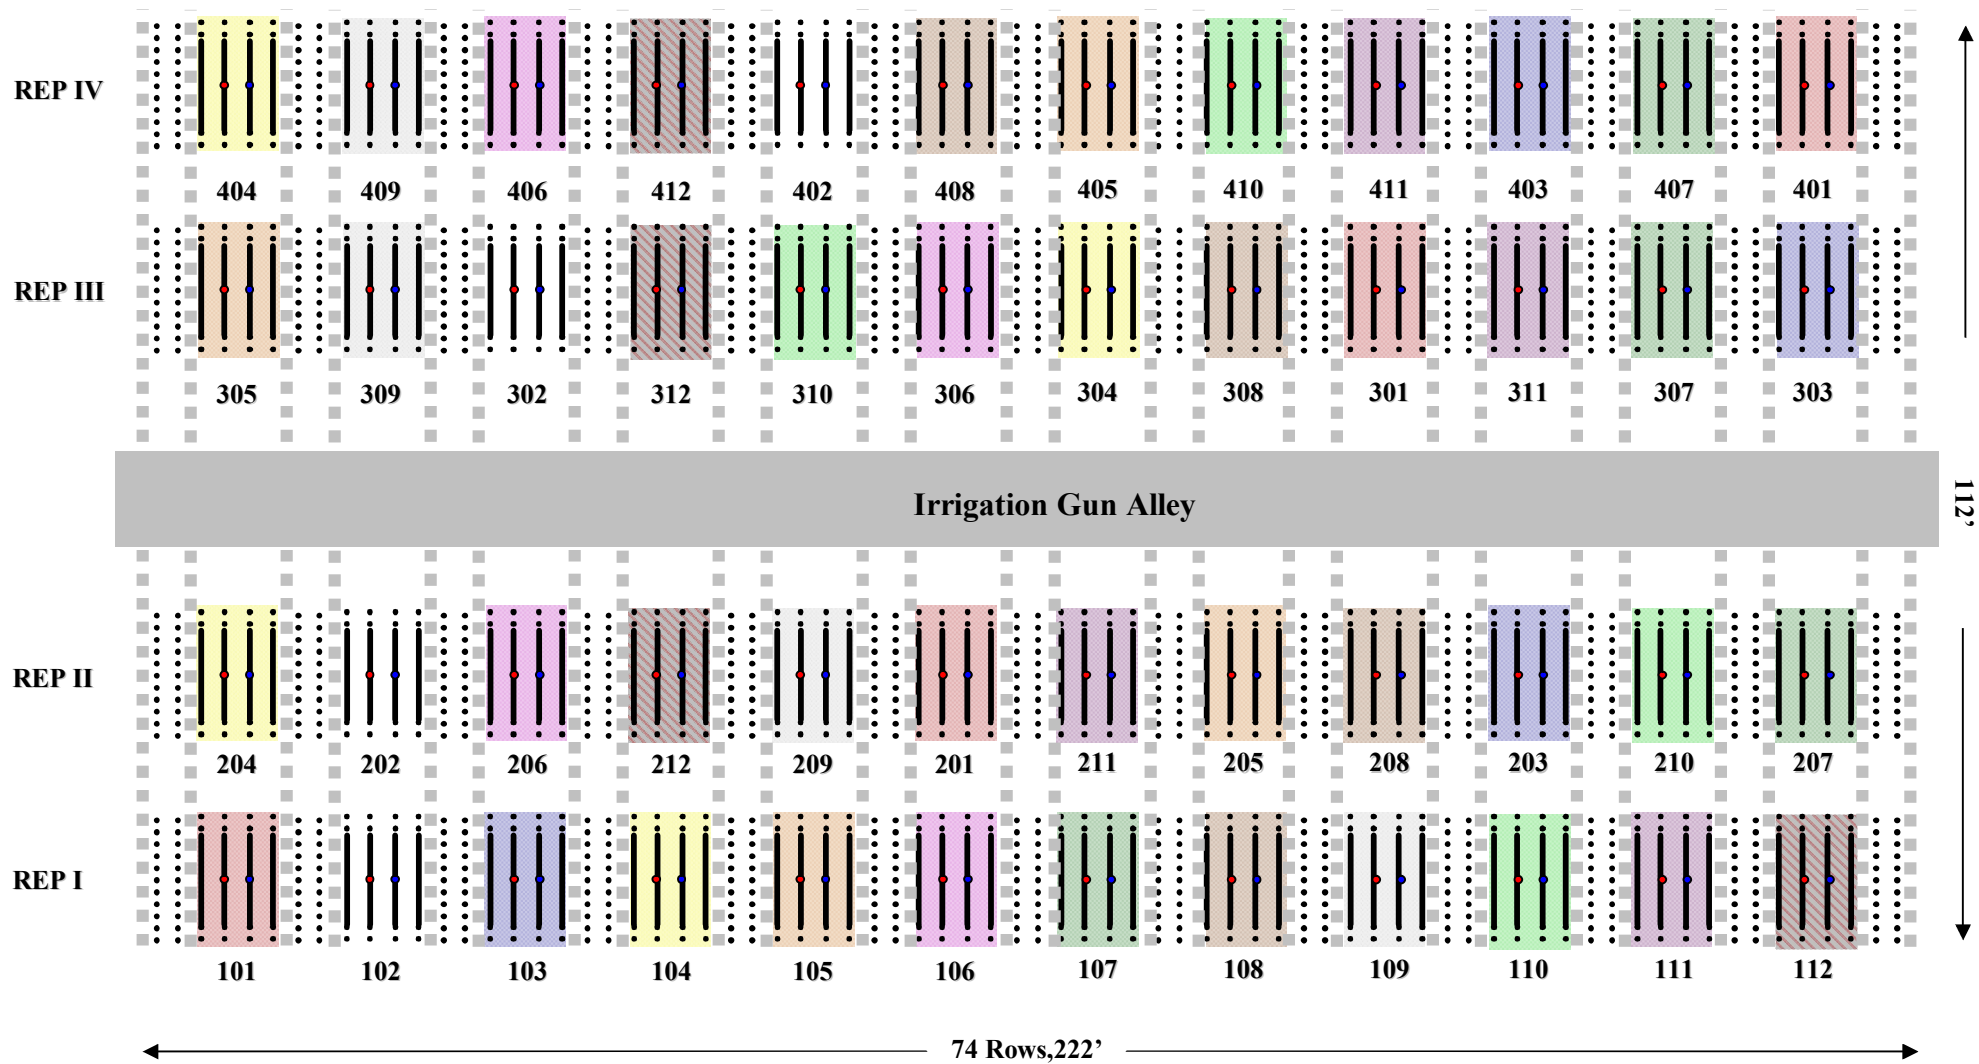 REP IV
404 409 406 412 402 408 405 410 411 403 407 401
REP III
305 309 302 312 310 306 304 308 301 311 307 303
Irrigation Gun Alley
112’
REP II
204 202 206 212 209 201 211 205 208 203 210 207
REP I
101 102 103 104 105 106 107 108 109 110 111 112
74 Rows,222’